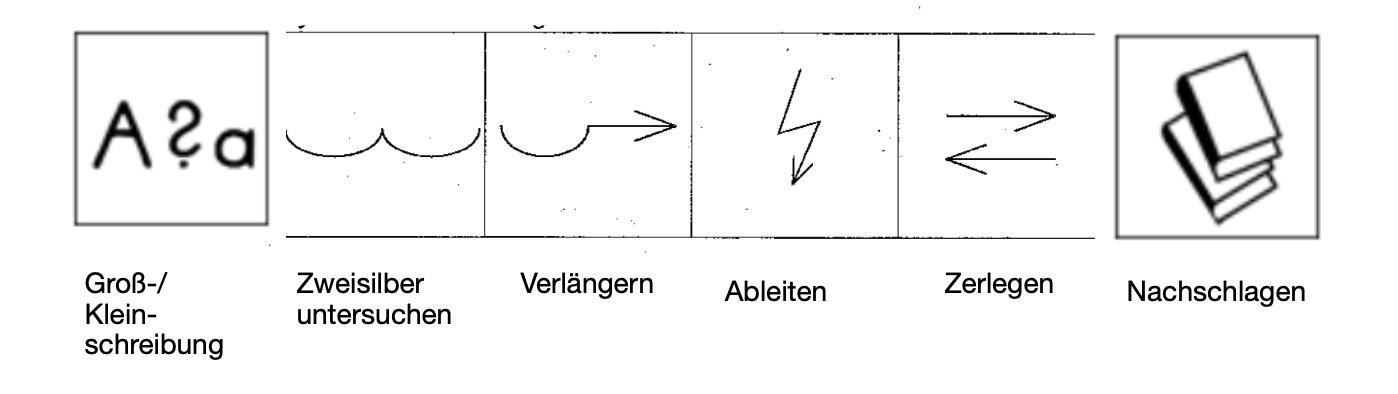 A ? a
Groß-/
Klein-
schreibung
Zweisilber
untersuchen
Verlängern
Ableiten
Zerlegen
Nachschlagen